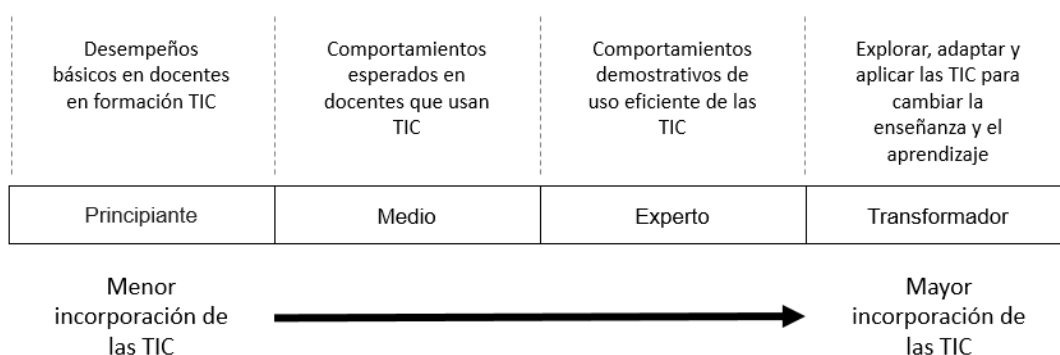 Desempeños
básicos en docentes
en formación TIC
Comportamientos
esperados en
docentes que usan
TIC
Comportamientos
demostrativos de
uso eficiente de las
TIC
Explorar, adaptar y
aplicar las TIC para
cambiar la
enseñanza y el
aprendizaje
Principiante
Medio
Experto
Transformador
Menor
incorporación de
las TIC
Mayor
incorporación de
las TIC